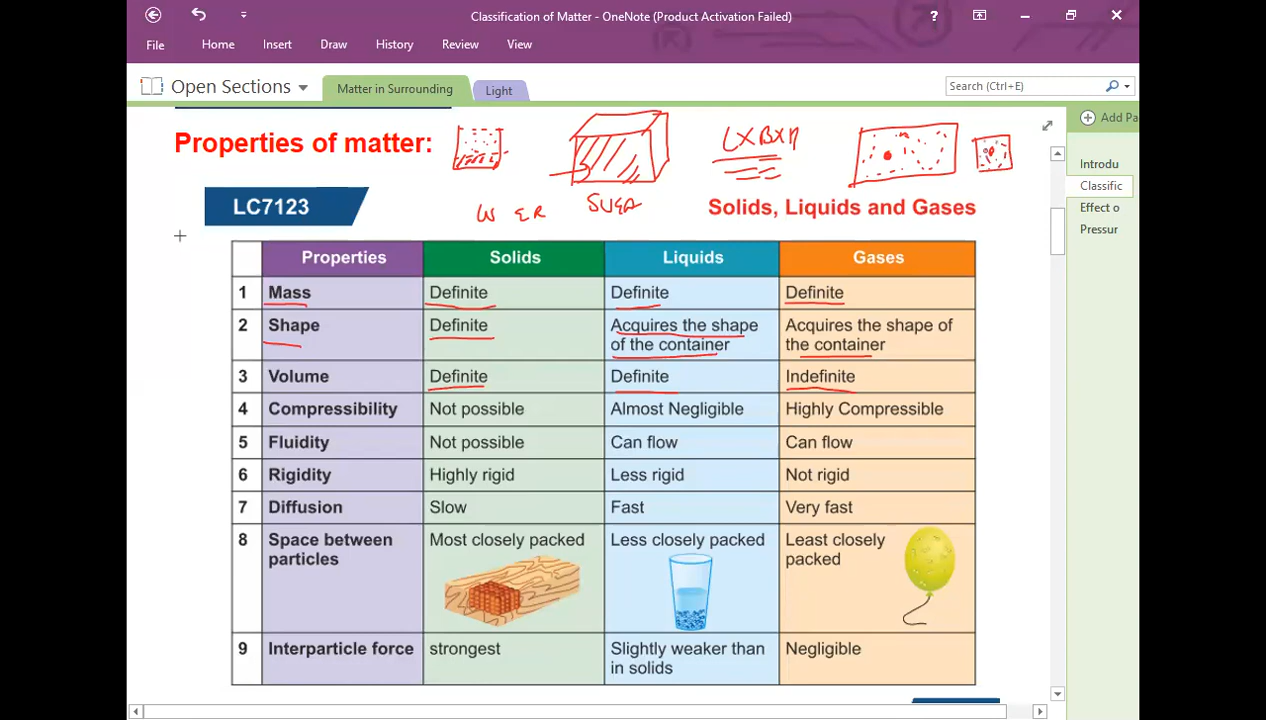 Classification of Matter - OneNote (Product Activation Failed)
?
File Home Insert Draw History Review View
Open Sections Matter in Surrounding Light Search (Ctrl+E)
Add Pa
Properties of matter:
LXBXH
Introdu
Classific
Effect o
Pressur
LC7123
Solids, Liquids and Gases
Properties Solids Liquids Gases
1 Mass Definite Definite Definite
2 Shape Definite Acquires the shape of the container Acquires the shape of the container
3 Volume Definite Definite Indefinite
4 Compressibility Not possible Almost Negligible Highly Compressible
5 Fluidity Not possible Can flow Can flow
6 Rigidity Highly rigid Less rigid Not rigid
7 Diffusion Slow Fast Very fast
8 Space between particles Most closely packed Less closely packed Least closely packed
9 Interparticle force strongest Slightly weaker than in solids Negligible